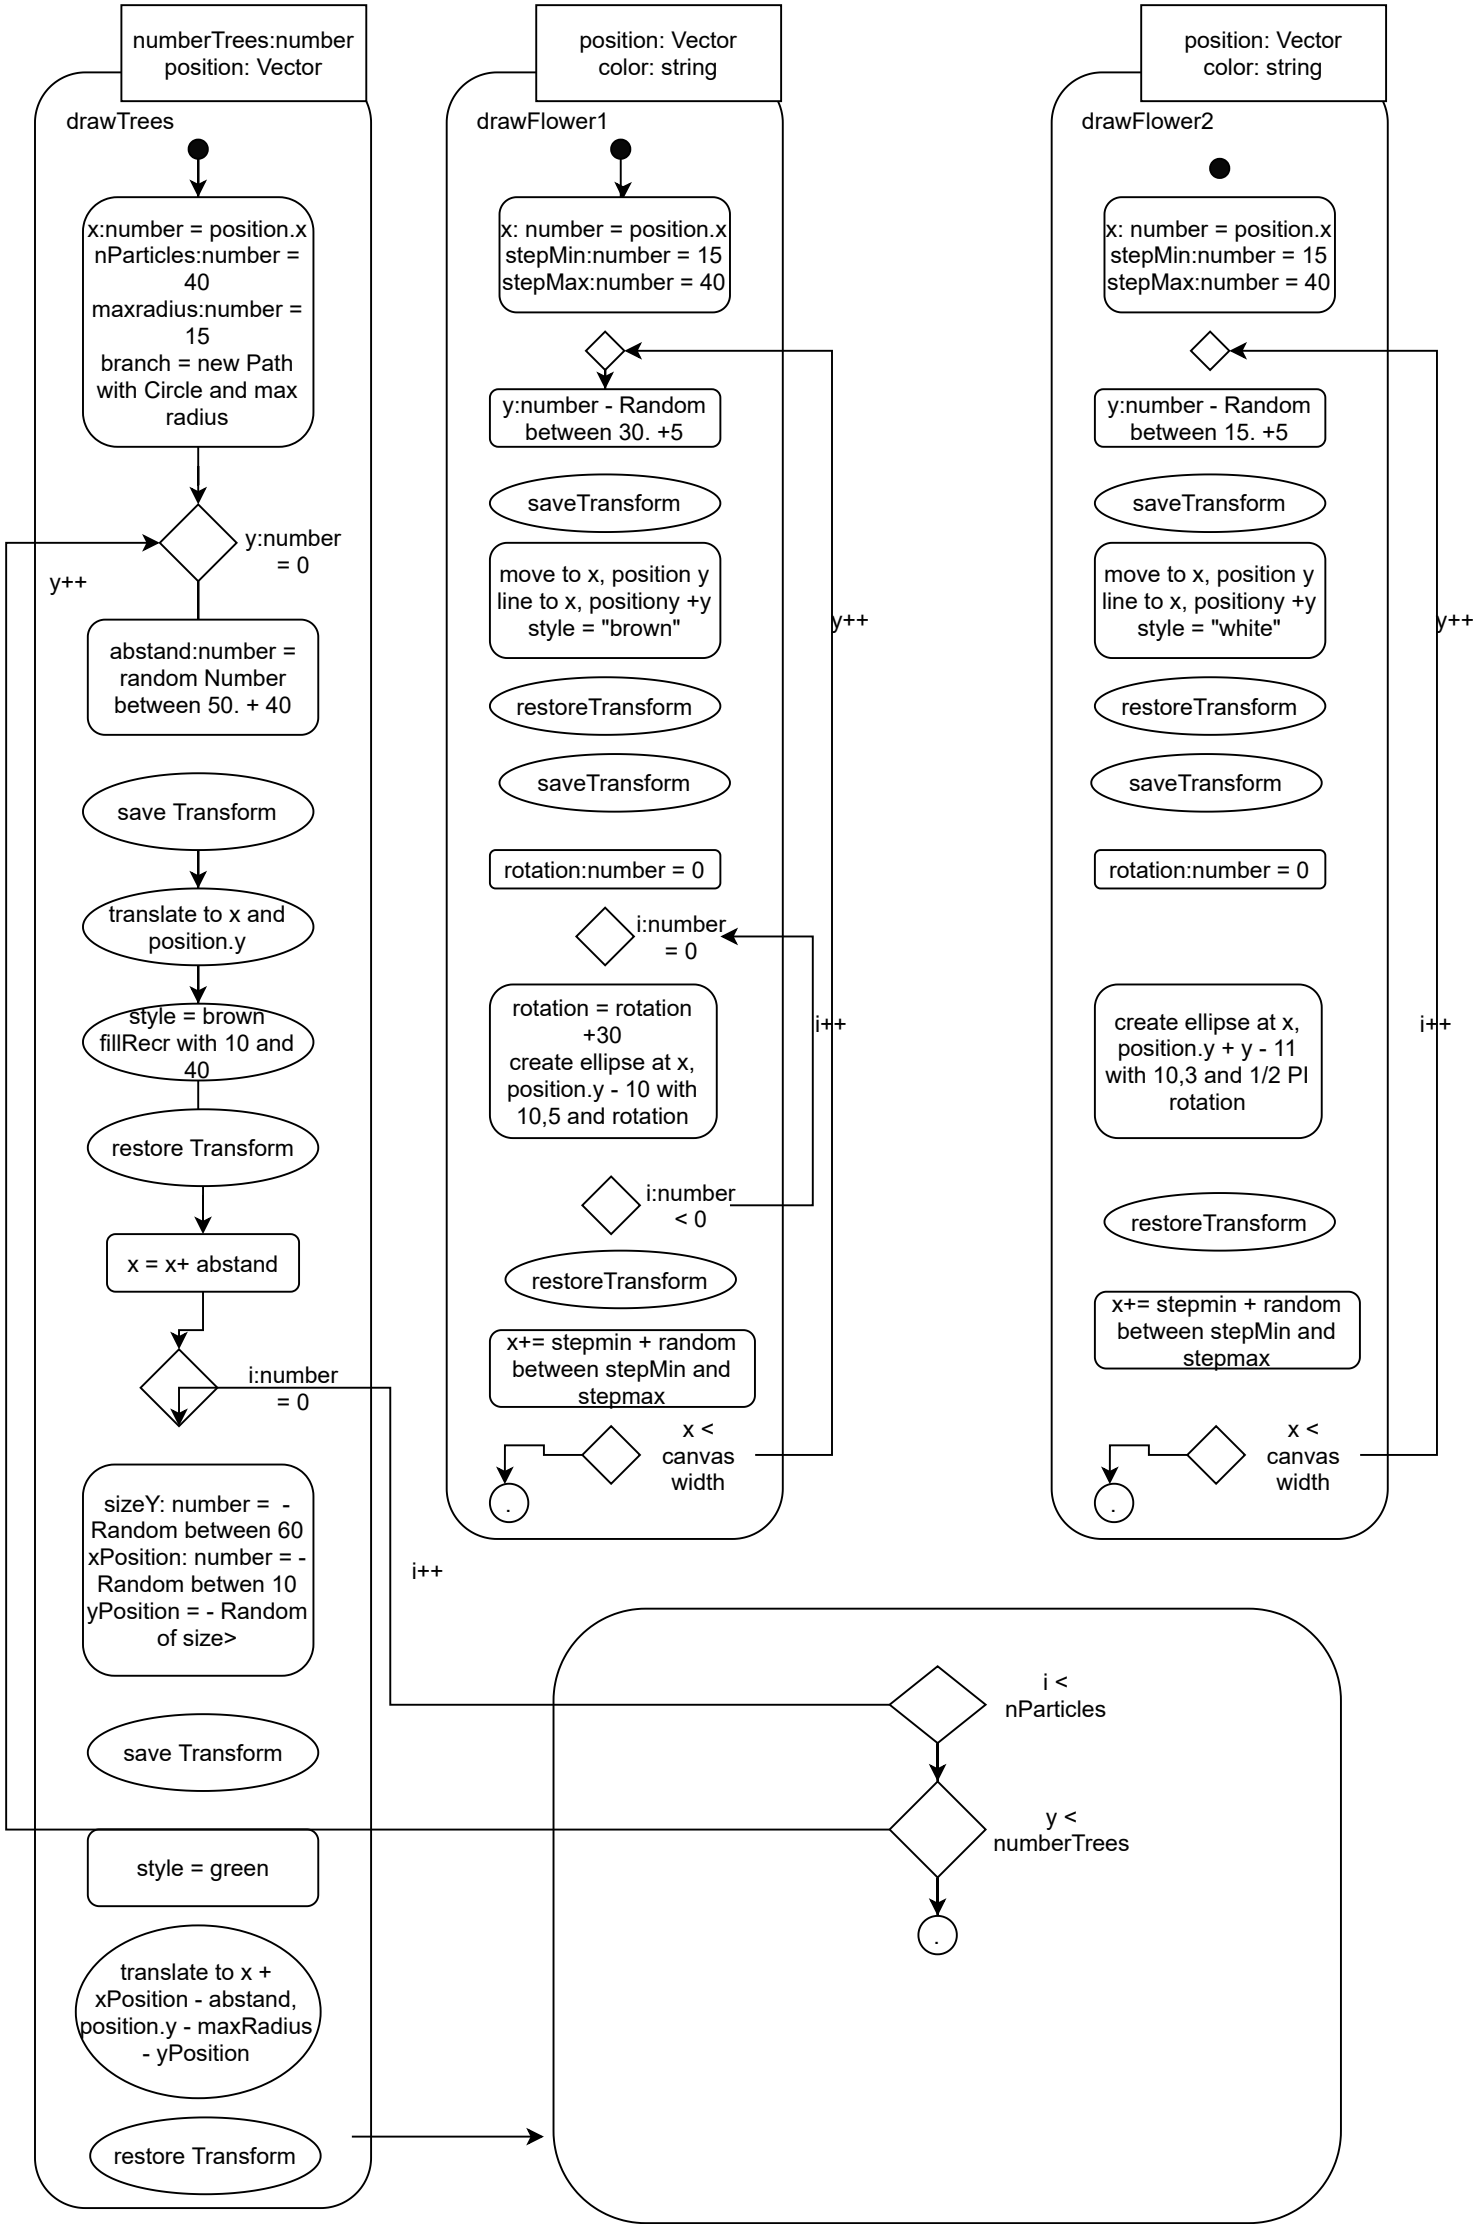 numberTrees:number
position: Vector
drawTrees
x:number = position.x
nParticles:number =
40
maxradius:number =
15
branch = new Path
with Circle and max
radius
y:number
= 0
y++
abstand:number =
random Number
between 50. + 40
save Transform
translate to x and
position.y
style = brown
fillRecr with 10 and
40
restore Transform
x = x+ abstand
i:number
= 0
sizeY: number =  -
Random between 60
xPosition: number = -
Random betwen 10
yPosition = - Random
of size>
i++
save Transform
style = green
translate to x +
xPosition - abstand,
position.y - maxRadius
- yPosition
restore Transform
position: Vector
color: string
drawFlower1
x: number = position.x
stepMin:number = 15
stepMax:number = 40
y:number - Random
between 30. +5
saveTransform
move to x, position y
line to x, positiony +y
style = "brown"
y++
restoreTransform
saveTransform
rotation:number = 0
i:number
= 0
rotation = rotation
+30
create ellipse at x,
position.y - 10 with
10,5 and rotation
i++
i:number
< 0
restoreTransform
x+= stepmin + random
between stepMin and
stepmax
x <
canvas
width
.
position: Vector
color: string
drawFlower2
x: number = position.x
stepMin:number = 15
stepMax:number = 40
y:number - Random
between 15. +5
saveTransform
move to x, position y
line to x, positiony +y
style = "white"
y++
restoreTransform
saveTransform
rotation:number = 0
create ellipse at x,
position.y + y - 11
with 10,3 and 1/2 PI
rotation
i++
restoreTransform
x+= stepmin + random
between stepMin and
stepmax
x <
canvas
width
.
i <
nParticles
y <
numberTrees
.